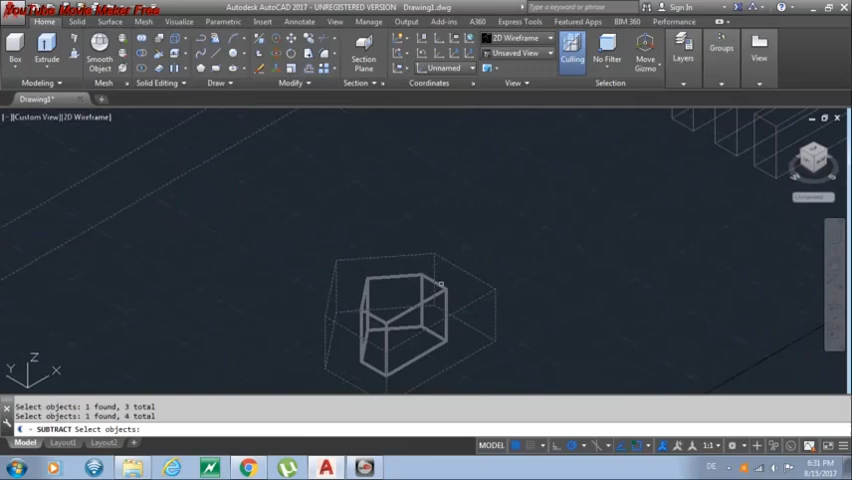 YouTube Movie Maker Free
Autodesk AutoCAD 2017 - UNREGISTERED VERSION Drawing1.dwg
Type a keyword or phrase
Sign In
Home Solid Surface Mesh Visualize Parametric Insert Annotate View Manage Output Add-ins A360 Express Tools Featured Apps BIM 360 Performance
Box
Extrude
Smooth
Object
Section
Plane
Unnamed
2D Wireframe
Unsaved View
Culling
No Filter
Move
Gizmo
Layers
Groups
View
Modeling
Mesh
Solid Editing
Draw
Modify
Section
Coordinates
View
Selection
Drawing1*
[-][Custom View][2D Wireframe]
Unnamed
Z
Y
X
Select objects: 1 found, 3 total
Select objects: 1 found, 4 total
SUBTRACT Select objects:
Model Layout1 Layout2 +
MODEL
1:1
DE
6:31 PM
8/15/2017